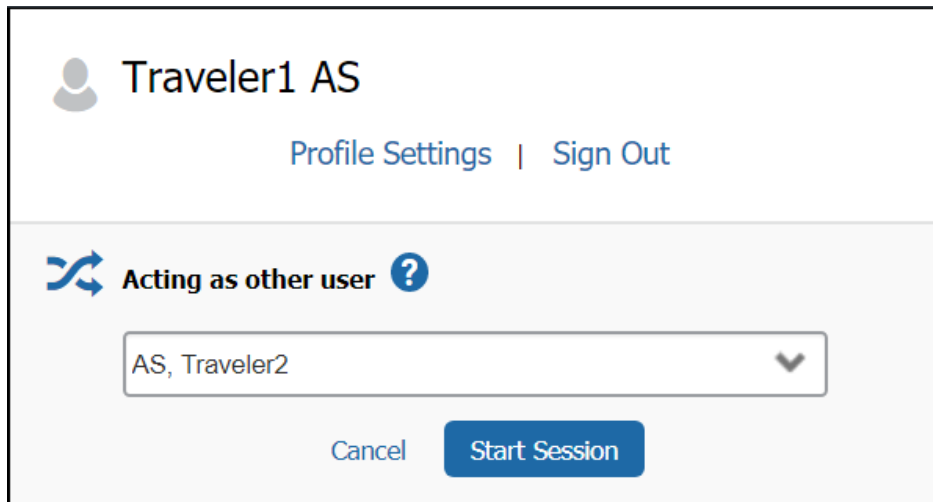 Traveler1 AS
Profile Settings | Sign Out
Acting as other user ?
AS, Traveler2
Cancel Start Session